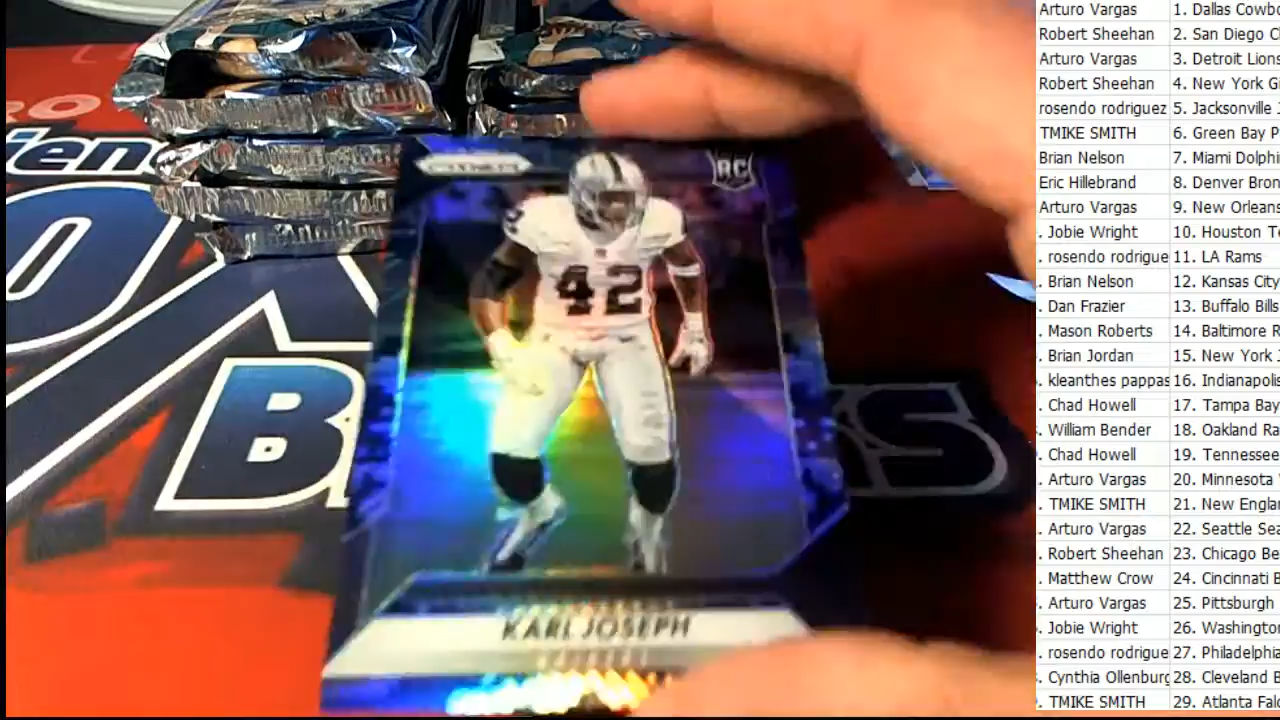 Arturo Vargas 1. Dallas Cowbo
Robert Sheehan 2. San Diego C
Arturo Vargas 3. Detroit Lions
Robert Sheehan 4. New York G
rosendo rodriguez 5. Jacksonville
TMIKE SMITH 6. Green Bay P
Brian Nelson 7. Miami Dolphi
Eric Hillebrand 8. Denver Bron
Arturo Vargas 9. New Orleans
. Jobie Wright 10. Houston Te
. rosendo rodrigue 11. LA Rams
. Brian Nelson 12. Kansas City
. Dan Frazier 13. Buffalo Bills
. Mason Roberts 14. Baltimore R
. Brian Jordan 15. New York
. kleanthes pappas 16. Indianapolis
. Chad Howell 17. Tampa Bay
. William Bender 18. Oakland Ra
. Chad Howell 19. Tennessee
. Arturo Vargas 20. Minnesota
. TMIKE SMITH 21. New Englan
. Arturo Vargas 22. Seattle Sea
. Robert Sheehan 23. Chicago Be
. Matthew Crow 24. Cincinnati B
. Arturo Vargas 25. Pittsburgh
. Jobie Wright 26. Washington
. rosendo rodrigue 27. Philadelphia
. Cynthia Ollenburg 28. Cleveland B
. TMIKE SMITH 29. Atlanta Falc
RC
42
KARL JOSEPH